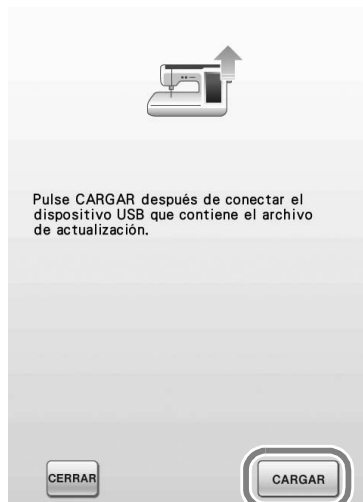 Pulse CARGAR después de conectar el
dispositivo USB que contiene el archivo
de actualización.
CERRAR
CARGAR